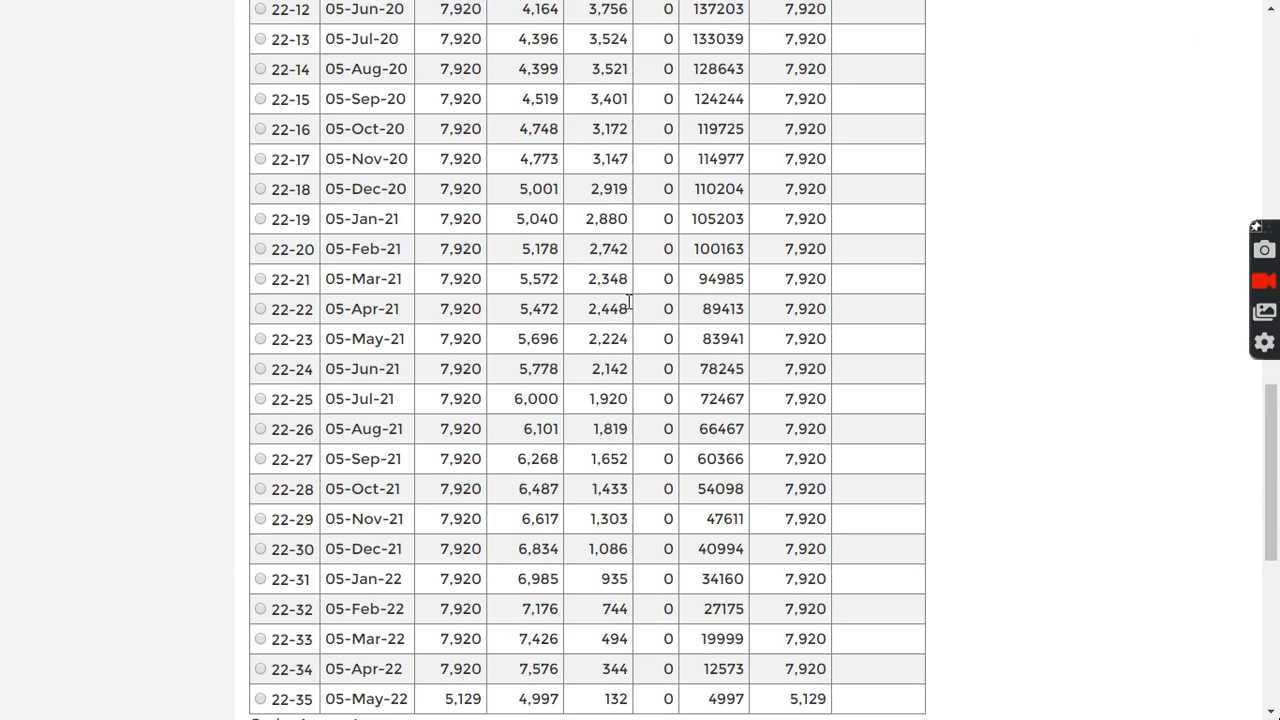 22-12 05-Jun-20 7,920 4,164 3,756 0 137203 7,920
22-13 05-Jul-20 7,920 4,396 3,524 0 133039 7,920
22-14 05-Aug-20 7,920 4,399 3,521 0 128643 7,920
22-15 05-Sep-20 7,920 4,519 3,401 0 124244 7,920
22-16 05-Oct-20 7,920 4,748 3,172 0 119725 7,920
22-17 05-Nov-20 7,920 4,773 3,147 0 114977 7,920
22-18 05-Dec-20 7,920 5,001 2,919 0 110204 7,920
22-19 05-Jan-21 7,920 5,040 2,880 0 105203 7,920
22-20 05-Feb-21 7,920 5,178 2,742 0 100163 7,920
22-21 05-Mar-21 7,920 5,572 2,348 0 94985 7,920
22-22 05-Apr-21 7,920 5,472 2,448 0 89413 7,920
22-23 05-May-21 7,920 5,696 2,224 0 83941 7,920
22-24 05-Jun-21 7,920 5,778 2,142 0 78245 7,920
22-25 05-Jul-21 7,920 6,000 1,920 0 72467 7,920
22-26 05-Aug-21 7,920 6,101 1,819 0 66467 7,920
22-27 05-Sep-21 7,920 6,268 1,652 0 60366 7,920
22-28 05-Oct-21 7,920 6,487 1,433 0 54098 7,920
22-29 05-Nov-21 7,920 6,617 1,303 0 47611 7,920
22-30 05-Dec-21 7,920 6,834 1,086 0 40994 7,920
22-31 05-Jan-22 7,920 6,985 935 0 34160 7,920
22-32 05-Feb-22 7,920 7,176 744 0 27175 7,920
22-33 05-Mar-22 7,920 7,426 494 0 19999 7,920
22-34 05-Apr-22 7,920 7,576 344 0 12573 7,920
22-35 05-May-22 5,129 4,997 132 0 4997 5,129